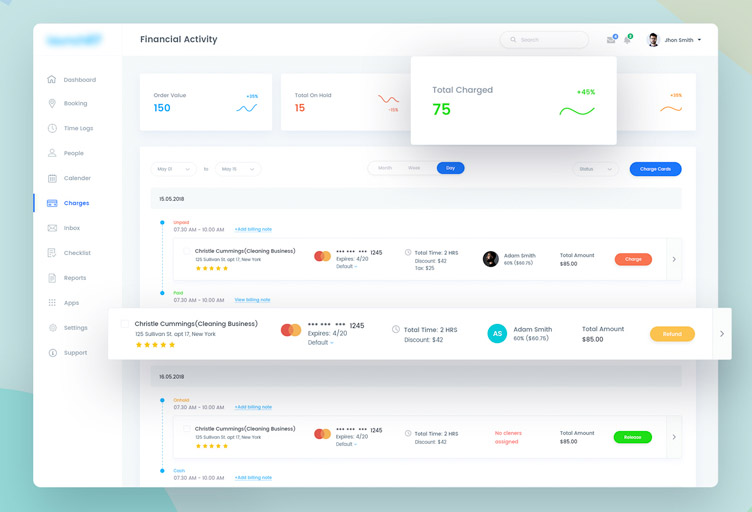 Financial Activity
Search
Jhon Smith
Dashboard
Booking
Time Logs
People
Calender
Charges
Inbox
Checklist
Reports
Apps
Settings
Support
Order Value
150
+35%
Total On Hold
15
-15%
Total Charged
75
+45%
May 01
to
May 15
Month
Week
Day
Status
Charge Cards
15.05.2018
Unpaid
07:30 AM - 10:00 AM
+Add billing note
Christle Cummings(Cleaning Business)
125 Sullivan St. apt 17, New York
1245
Expires: 4/20
Default
Total Time: 2 HRS
Discount: $42
Tax: $25
Adam Smith
60% ($60.75)
Total Amount
$85.00
Charge
Paid
07:30 AM - 10:00 AM
View billing note
Christle Cummings(Cleaning Business)
125 Sullivan St. apt 17, New York
1245
Expires: 4/20
Default
Total Time: 2 HRS
Discount: $42
AS
Adam Smith
60% ($60.75)
Total Amount
$85.00
Refund
16.05.2018
07:30 AM - 10:00 AM
+Add billing note
Christle Cummings(Cleaning Business)
125 Sullivan St. apt 17, New York
1245
Expires: 4/20
Default
Total Time: 2 HRS
Discount: $42
No cleners
assigned
Total Amount
$85.00
Release
Cash
07:30 AM - 10:00 AM
+Add billing note